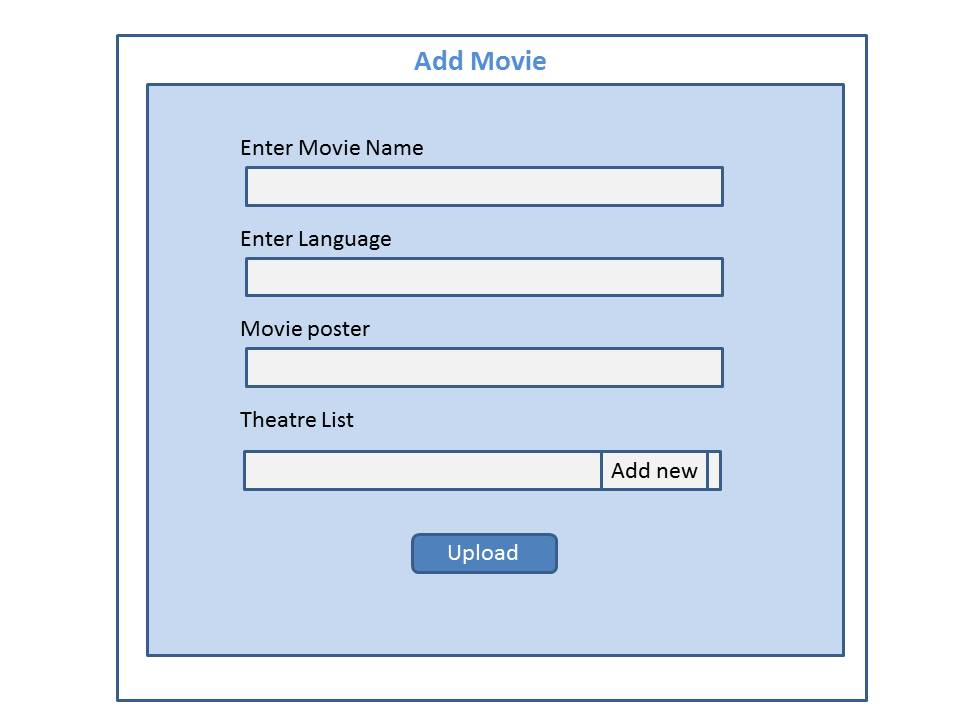 Add Movie
Enter Movie Name
Enter Language
Movie poster
Theatre List
Add new
Upload